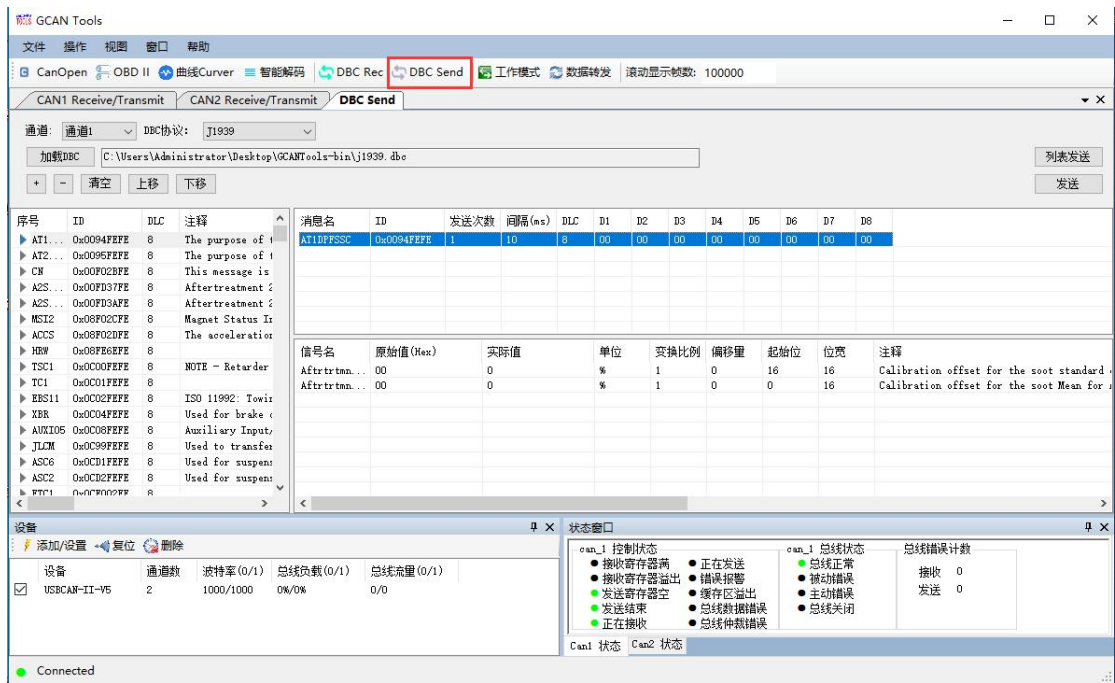 GCAN Tools
文件 操作 视图 窗口 帮助
CanOpen OBD II 曲线Curver 智能解码 DBC Rec DBC Send 工作模式 数据转发 滚动显示帧数: 100000
CAN1 Receive/Transmit CAN2 Receive/Transmit DBC Send
通道: 通道1 DBC协议: J1939
加载DBC C:\Users\Administrator\Desktop\GCANTools-bin\j1939.dbc 列表发送
+ - 清空 上移 下移 发送
序号 ID DLC 注释
AT1... 0x0094FEFE 8 The purpose of
AT2... 0x0095FEFE 8 The purpose of
CN 0x00F02BFE 8 This message is
A2S... 0x00FD37FE 8 Aftertreatment 2
A2S... 0x00FD3AFE 8 Aftertreatment 2
MSI2 0x08F02CFE 8 Magnet Status In
ACCS 0x08F02DFE 8 The acceleration
HRW 0x08FE6EFE 8
TSC1 0x0C00FEFE 8 NOTE - Retarder
TC1 0x0C01FEFE 8
EBS11 0x0C02FEFE 8 ISO 11992: Towin
XBR 0x0C04FEFE 8 Used for brake c
AUXIO5 0x0C08FEFE 8 Auxiliary Input/
JLCM 0x0C99FEFE 8 Used to transfer
ASC6 0x0CD1FEFE 8 Used for suspens
ASC2 0x0CD2FEFE 8 Used for suspens
ETC1 0x0CF002FE 8
消息名 ID 发送次数 间隔(ms) DLC D1 D2 D3 D4 D5 D6 D7 D8
AT1DPFSSC 0x0094FEFE 1 10 8 00 00 00 00 00 00 00 00
信号名 原始值(Hex) 实际值 单位 变换比例 偏移量 起始位 位宽 注释
Aftrtrtmn... 00 0 % 1 0 16 16 Calibration offset for the soot standard
Aftrtrtmn... 00 0 % 1 0 0 16 Calibration offset for the soot Mean for
设备
添加/设置 复位 删除
设备 通道数 波特率(0/1) 总线负载(0/1) 总线流量(0/1)
USBCAN-II-V5 2 1000/1000 0%/0% 0/0
状态窗口
can_1 控制状态
接收寄存器满 正在发送
接收寄存器溢出 错误报警
发送寄存器空 缓存区溢出
发送结束 总线数据错误
正在接收 总线仲裁错误
can_1 总线状态
总线正常
被动错误
主动错误
总线关闭
总线错误计数
接收 0
发送 0
Can1 状态 Can2 状态
Connected